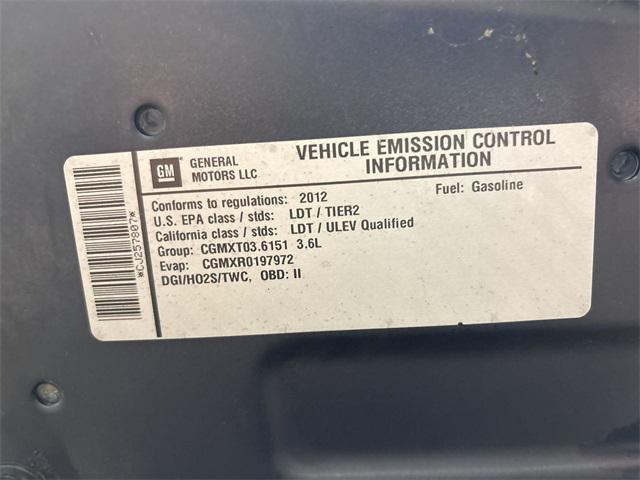 GM
GENERAL
MOTORS LLC
VEHICLE EMISSION CONTROL
INFORMATION
Conforms to regulations: 2012
Fuel: Gasoline
U.S. EPA class / stds: LDT / TIER2
California class / stds: LDT / ULEV Qualified
Group: CGMXT03.6151 3.6L
Evap: CGMXR0197972
DGI/HO2S/TWC, OBD: II
*CJ257807*